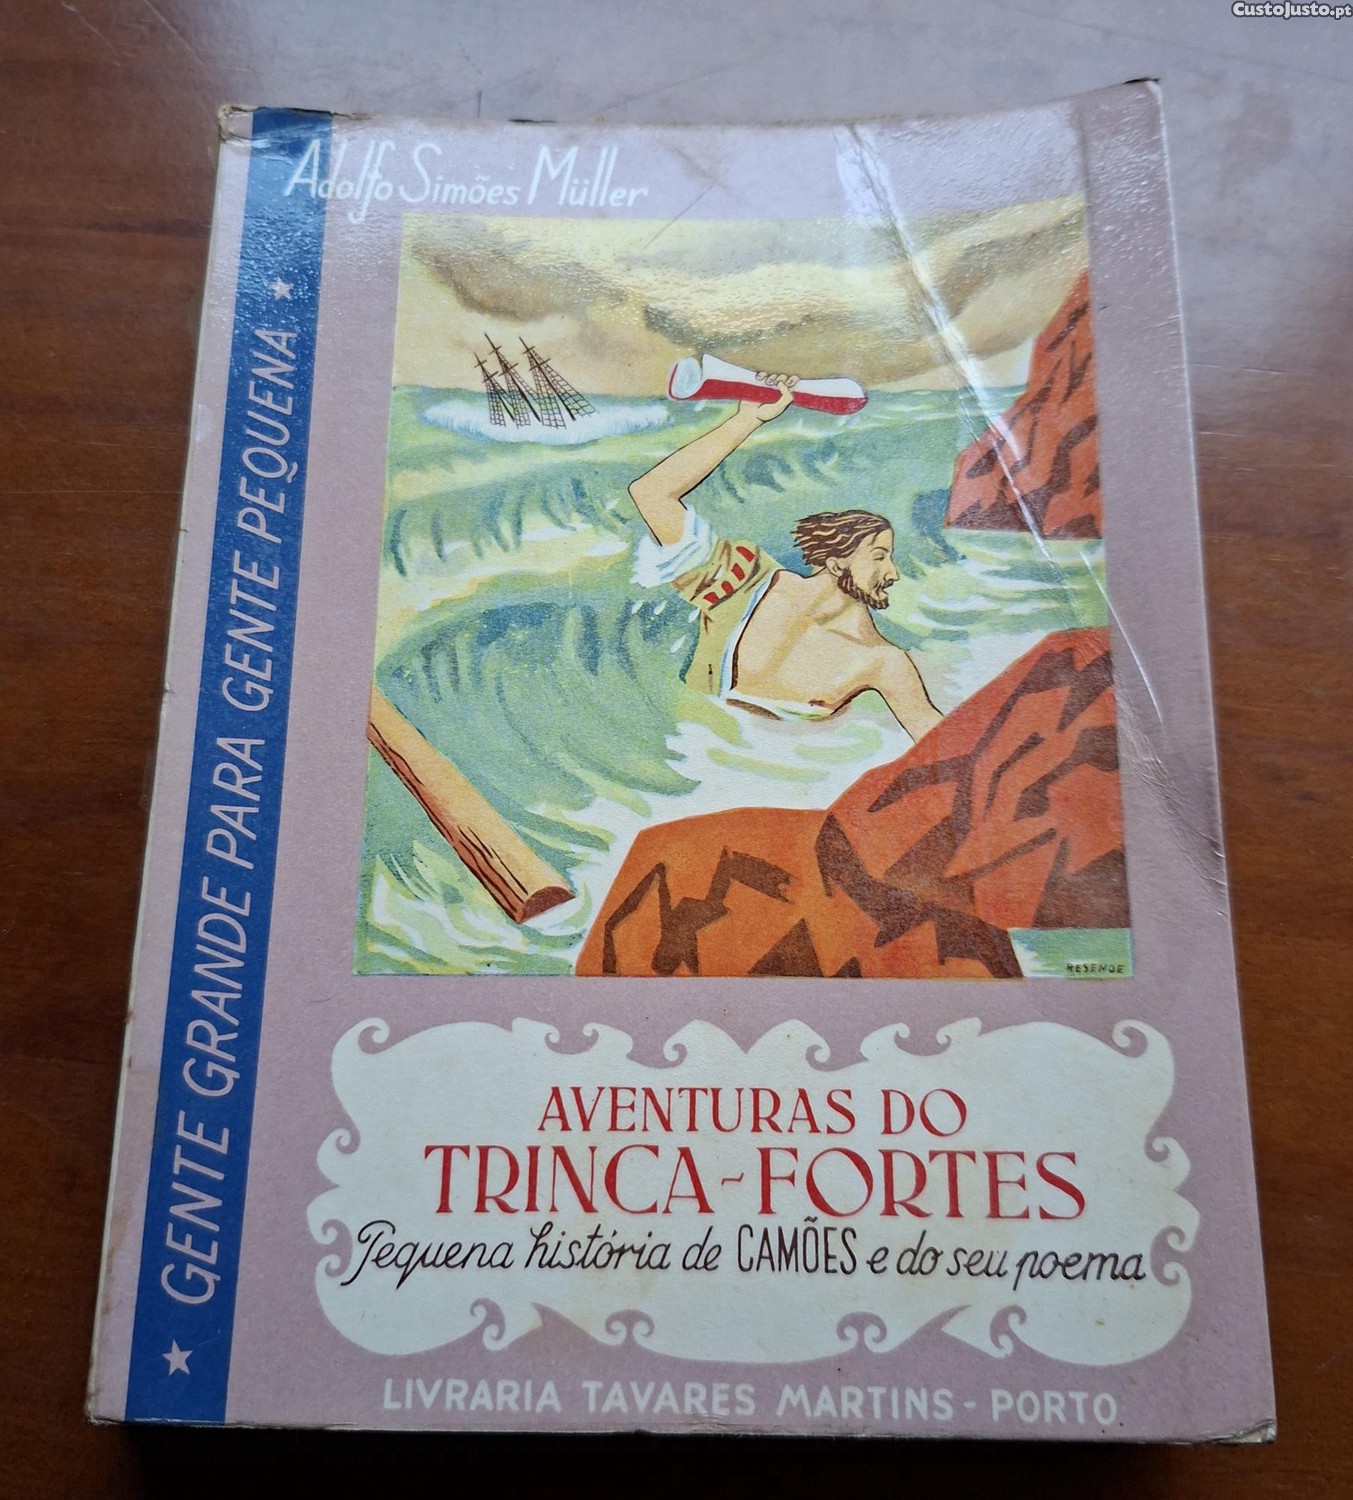 CustoJusto.pt
Adolfo Simões Müller
★ GENTE GRANDE PARA GENTE PEQUENA ★
RESENDE
AVENTURAS DO
TRINCA-FORTES
Pequena história de CAMÕES e do seu poema
LIVRARIA TAVARES MARTINS - PORTO